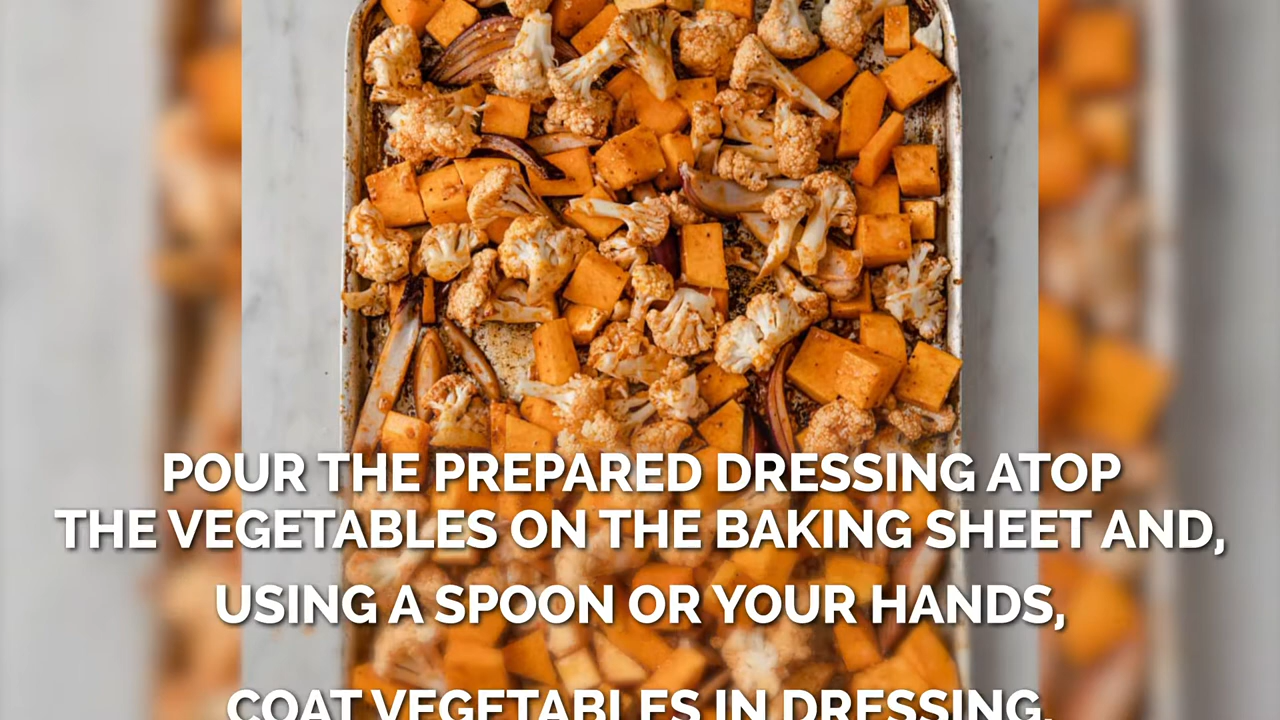 POUR THE PREPARED DRESSING ATOP
THE VEGETABLES ON THE BAKING SHEET AND,
USING A SPOON OR YOUR HANDS,
COAT VEGETABLES IN DRESSING.